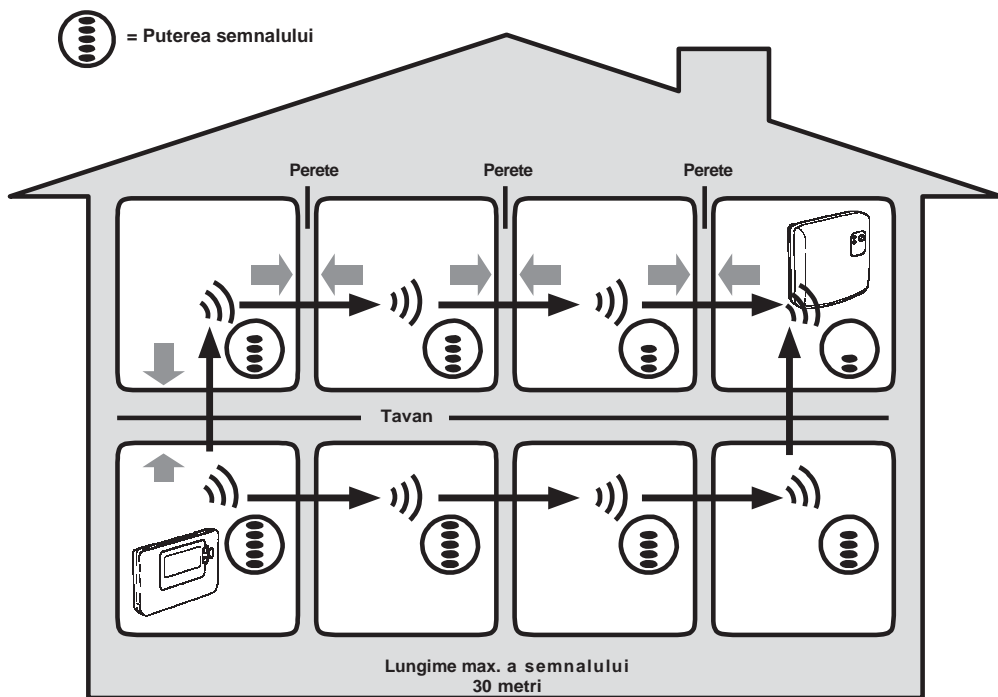 = Puterea semnalului
Perete Perete Perete
Tavan
Lungime max. a semnalului
30 metri